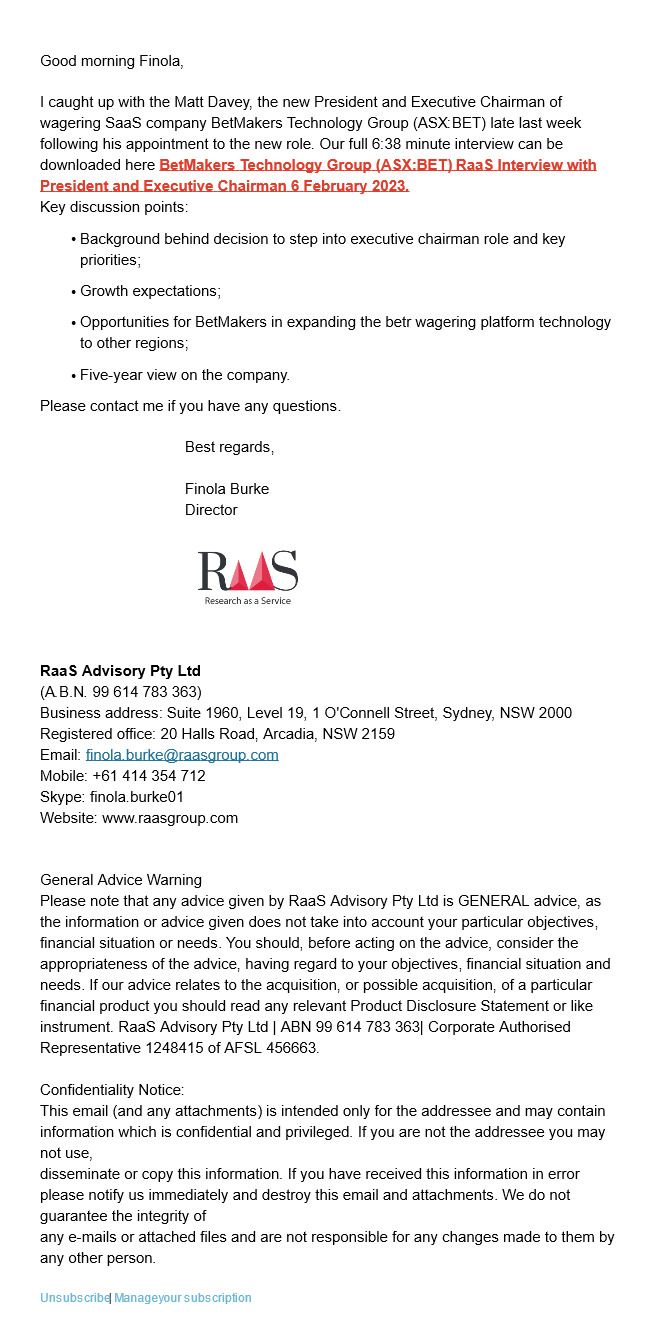 Good morning Finola,
I caught up with the Matt Davey, the new President and Executive Chairman of
wagering SaaS company BetMakers Technology Group (ASX:BET) late last week
following his appointment to the new role. Our full 6:38 minute interview can be
downloaded here BetMakers Technology Group (ASX:BET) RaaS Interview with
President and Executive Chairman 6 February 2023.
Key discussion points:
• Background behind decision to step into executive chairman role and key
priorities;
• Growth expectations;
• Opportunities for BetMakers in expanding the betr wagering platform technology
to other regions;
• Five-year view on the company.
Please contact me if you have any questions.
Best regards,
Finola Burke
Director
RAAS
Research as a Service
RaaS Advisory Pty Ltd
(A.B.N. 99 614 783 363)
Business address: Suite 1960, Level 19, 1 O'Connell Street, Sydney, NSW 2000
Registered office: 20 Halls Road, Arcadia, NSW 2159
Email: finola.burke@raasgroup.com
Mobile: +61 414 354 712
Skype: finola.burke01
Website: www.raasgroup.com
General Advice Warning
Please note that any advice given by RaaS Advisory Pty Ltd is GENERAL advice, as
the information or advice given does not take into account your particular objectives,
financial situation or needs. You should, before acting on the advice, consider the
appropriateness of the advice, having regard to your objectives, financial situation and
needs. If our advice relates to the acquisition, or possible acquisition, of a particular
financial product you should read any relevant Product Disclosure Statement or like
instrument. RaaS Advisory Pty Ltd | ABN 99 614 783 363| Corporate Authorised
Representative 1248415 of AFSL 456663.
Confidentiality Notice:
This email (and any attachments) is intended only for the addressee and may contain
information which is confidential and privileged. If you are not the addressee you may
not use,
disseminate or copy this information. If you have received this information in error
please notify us immediately and destroy this email and attachments. We do not
guarantee the integrity of
any e-mails or attached files and are not responsible for any changes made to them by
any other person.
Unsubscribe| Manageyour subscription